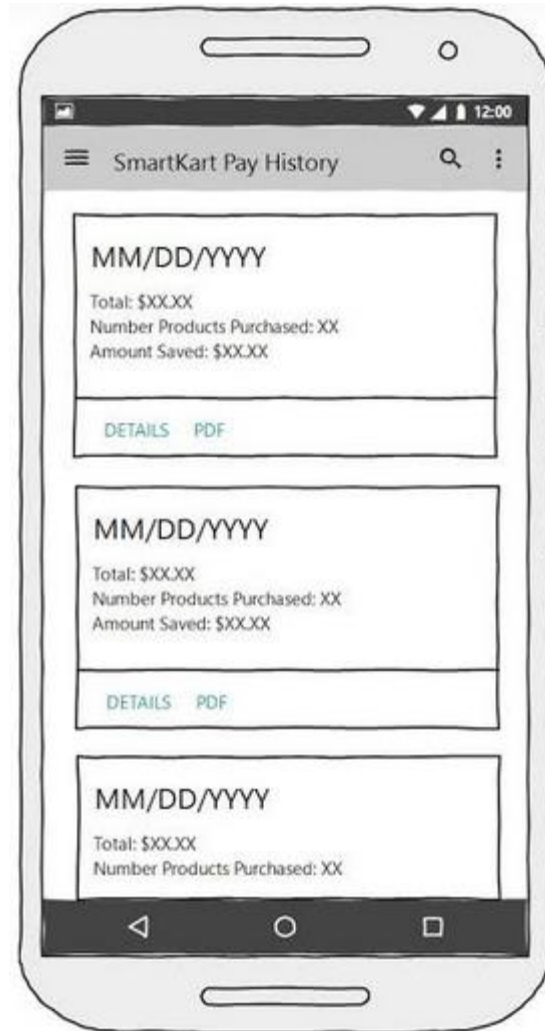 12:00
SmartKart Pay History
MM/DD/YYYY
Total: $XX.XX
Number Products Purchased: XX
Amount Saved: $XX.XX
DETAILS PDF
MM/DD/YYYY
Total: $XX.XX
Number Products Purchased: XX
Amount Saved: $XX.XX
DETAILS PDF
MM/DD/YYYY
Total: $XX.XX
Number Products Purchased: XX